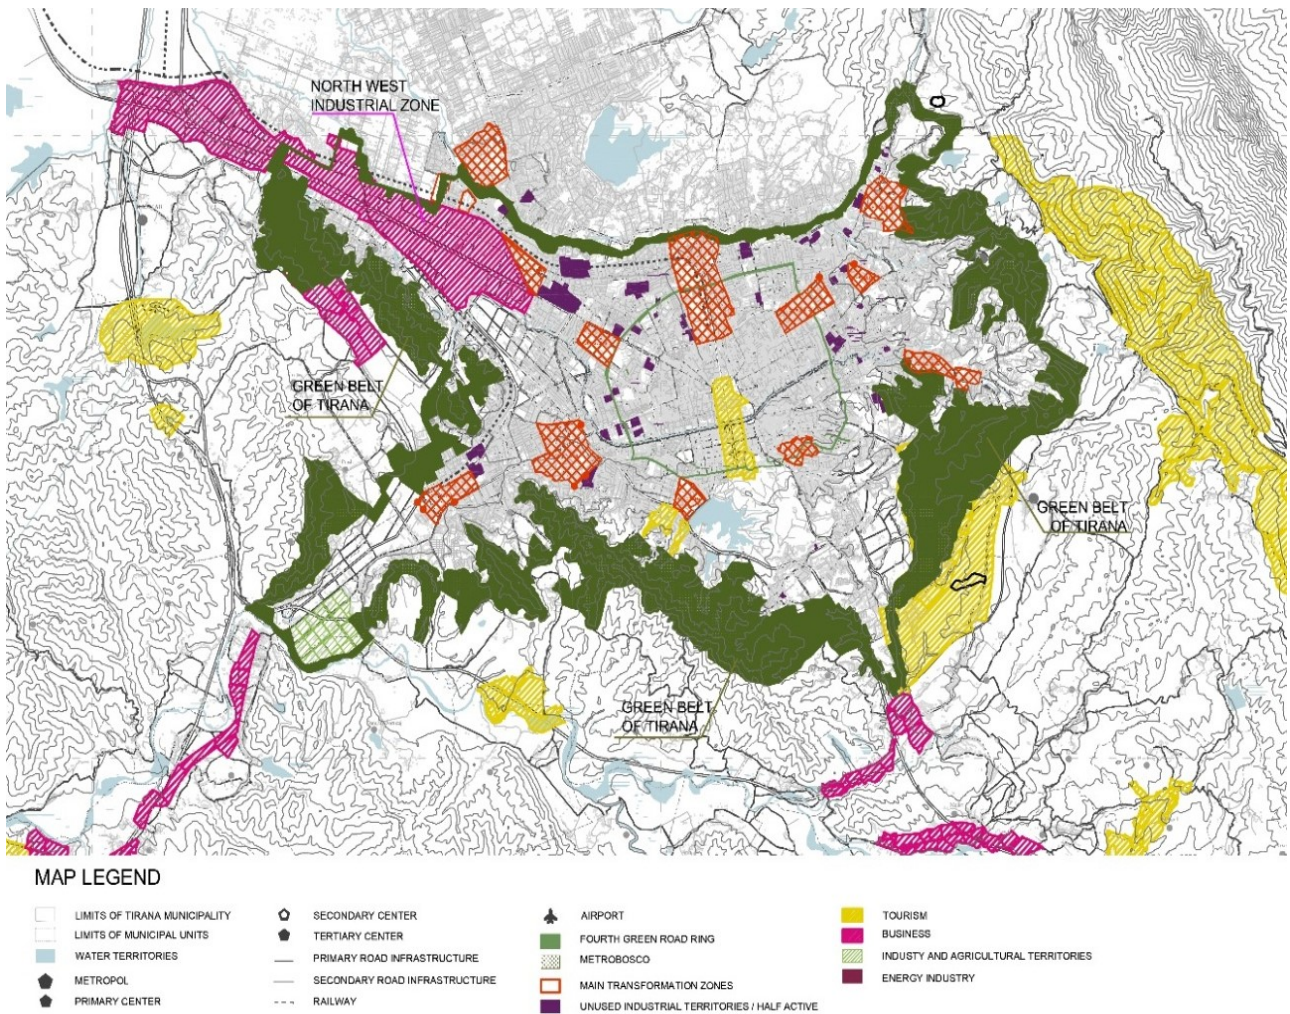 NORTH WEST
INDUSTRIAL ZONE
GREEN BELT
OF TIRANA
GREEN BELT
OF TIRANA
GREEN BELT
OF TIRANA
MAP LEGEND
LIMITS OF TIRANA MUNICIPALITY
LIMITS OF MUNICIPAL UNITS
WATER TERRITORIES
METROPOL
PRIMARY CENTER
SECONDARY CENTER
TERTIARY CENTER
PRIMARY ROAD INFRASTRUCTURE
SECONDARY ROAD INFRASTRUCTURE
RAILWAY
AIRPORT
FOURTH GREEN ROAD RING
METROBOSCO
MAIN TRANSFORMATION ZONES
UNUSED INDUSTRIAL TERRITORIES / HALF ACTIVE
TOURISM
BUSINESS
INDUSTY AND AGRICULTURAL TERRITORIES
ENERGY INDUSTRY